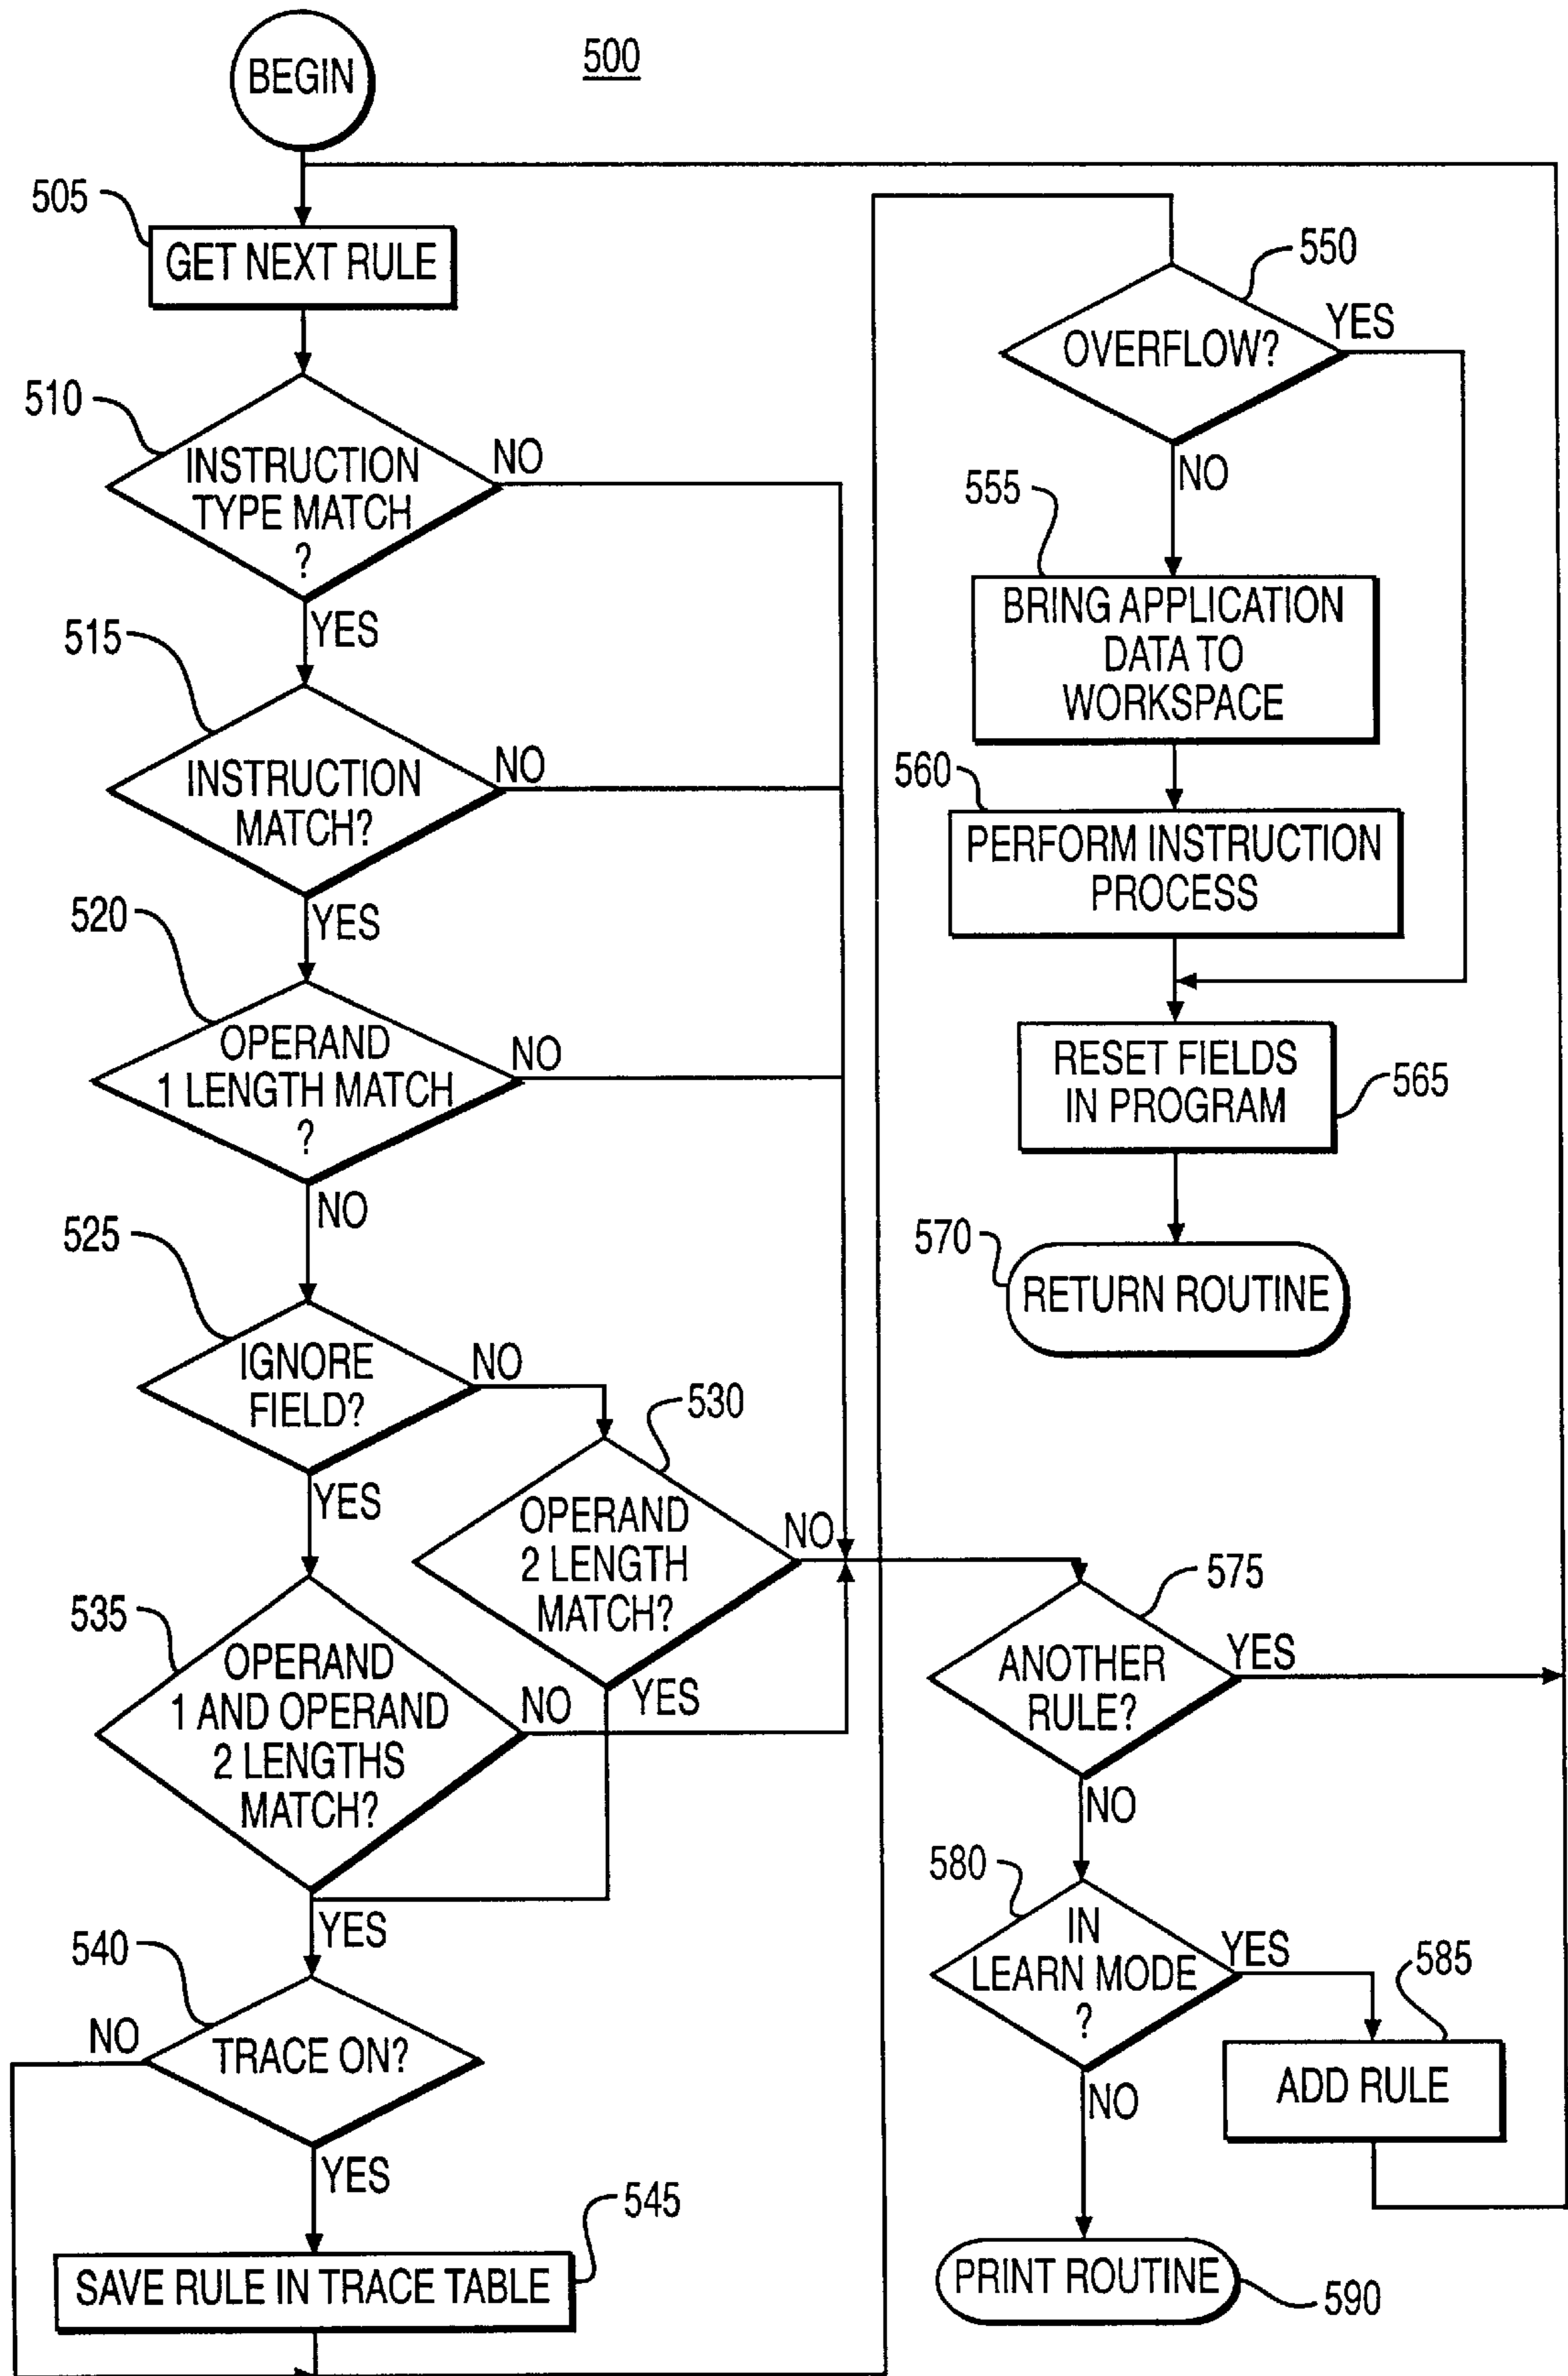 BEGIN
500
505
GET NEXT RULE
510
INSTRUCTION
TYPE MATCH
?
NO
YES
515
INSTRUCTION
MATCH?
NO
YES
520
OPERAND
1 LENGTH MATCH
?
NO
NO
525
IGNORE
FIELD?
NO
YES
530
OPERAND
2 LENGTH
MATCH?
NO
YES
535
OPERAND
1 AND OPERAND
2 LENGTHS
MATCH?
NO
YES
540
TRACE ON?
NO
YES
545
SAVE RULE IN TRACE TABLE
550
OVERFLOW?
YES
NO
555
BRING APPLICATION
DATA TO
WORKSPACE
560
PERFORM INSTRUCTION
PROCESS
RESET FIELDS
IN PROGRAM
565
570
RETURN ROUTINE
575
ANOTHER
RULE?
YES
NO
580
IN
LEARN MODE
?
YES
NO
585
ADD RULE
PRINT ROUTINE
590